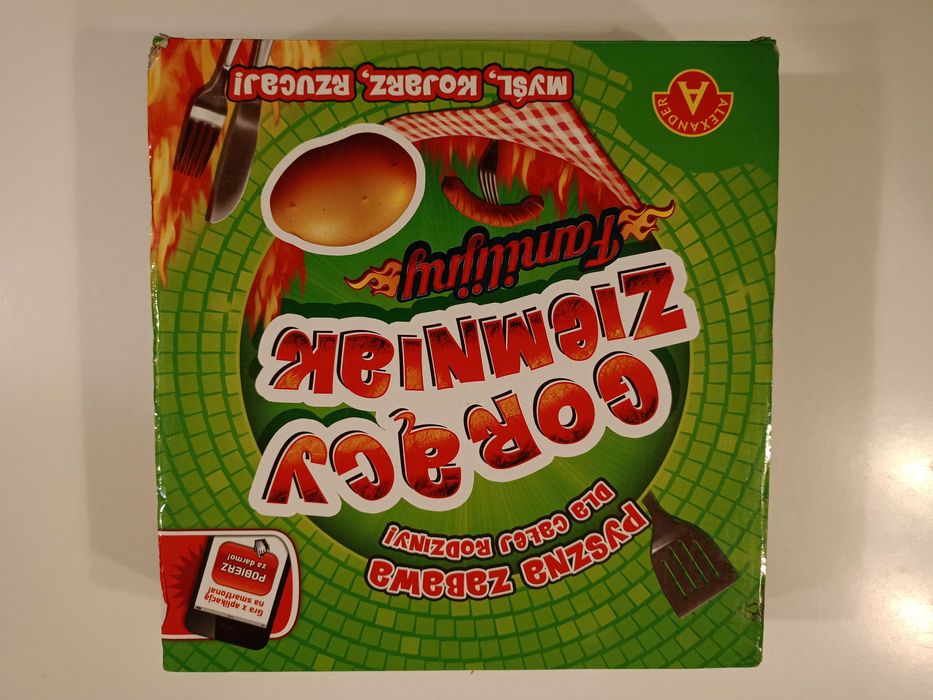 PYSZNA ZABAWA
DLA CAŁEJ RODZINY!
GORĄCY
ZIEMNIAK
Familijny
MYŚL, KOJARZ, RZUCAJ!
ALEXANDER
A
Gra z aplikacją
na smartfona!
POBIERZ
za darmo!